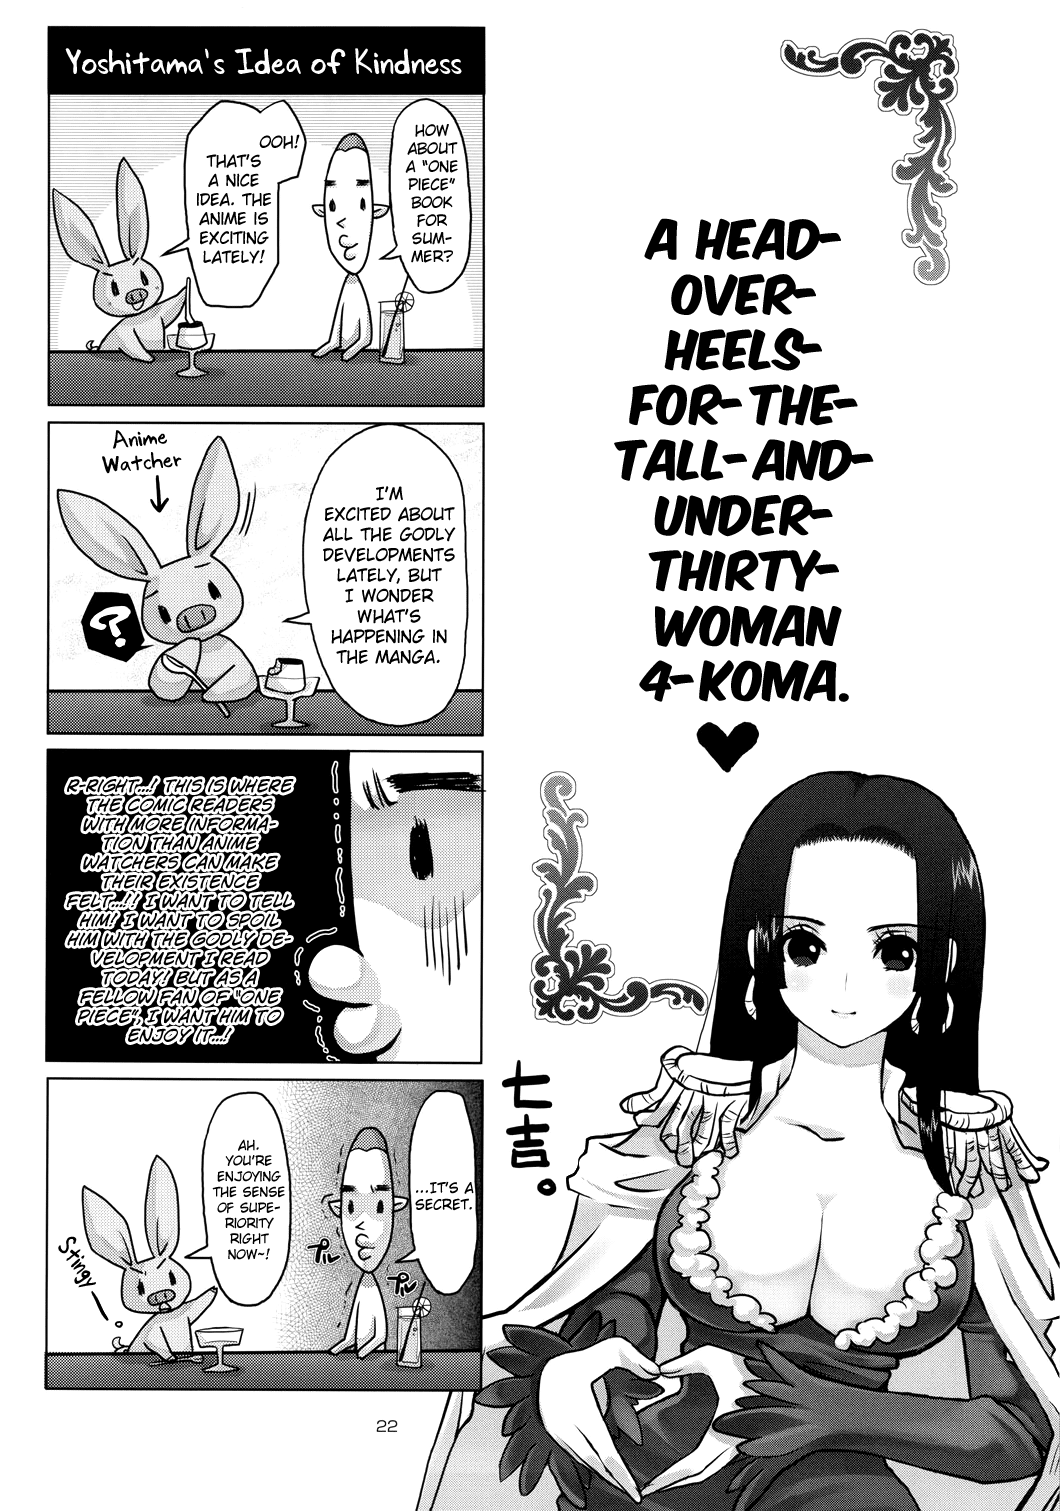 Yoshitama's Idea of Kindness
HOW
ABOUT
A "ONE
PIECE"
BOOK
FOR
SUM-
MER?
OOH!
THAT'S
A NICE
IDEA. THE
ANIME IS
EXCITING
LATELY!
I'M
EXCITED ABOUT
ALL THE GODLY
DEVELOPMENTS
LATELY, BUT
I WONDER
WHAT'S
HAPPENING IN
THE MANGA.
Anime
Watcher
?
R-RIGHT...! THIS IS WHERE
THE COMIC READERS
WITH MORE INFORMA-
TION THAN ANIME
WATCHERS CAN MAKE
THEIR EXISTENCE
FELT...!! I WANT TO TELL
HIM! I WANT TO SPOIL
HIM WITH THE GODLY DE-
VELOPMENT I READ
TODAY! BUT AS A
FELLOW FAN OF "ONE
PIECE", I WANT HIM TO
ENJOY IT...!
...IT'S A
SECRET.
プル
プル
AH.
YOU'RE
ENJOYING
THE SENSE
OF SUPE-
RIORITY
RIGHT
NOW~!
Stingy
22
A HEAD-
OVER-
HEELS-
FOR-THE-
TALL-AND-
UNDER-
THIRTY-
WOMAN
4-KOMA.
♥
七吉。